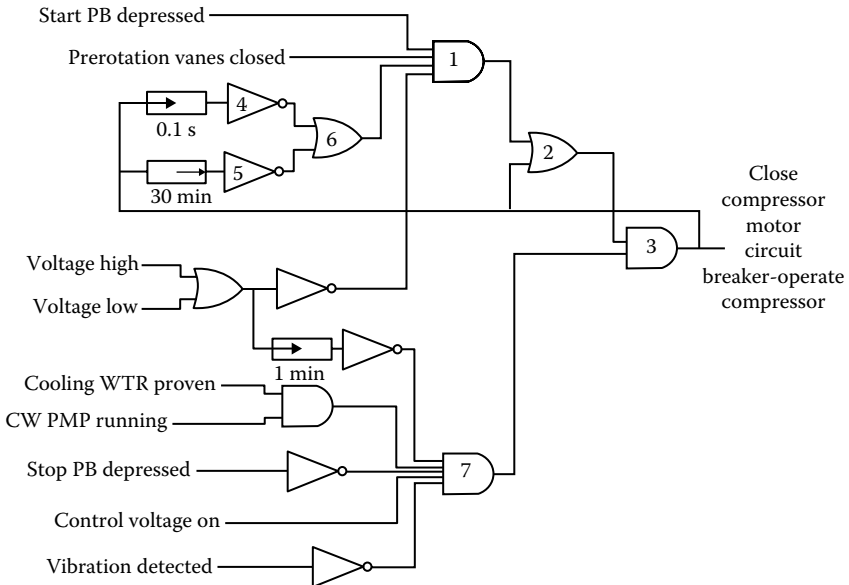 Start PB depressed
1
Prerotation vanes closed
4
0.1 s
6
2
5
30 min
Close
compressor
motor
circuit
breaker-operate
compressor
3
Voltage high
Voltage low
1 min
Cooling WTR proven
CW PMP running
7
Stop PB depressed
Control voltage on
Vibration detected